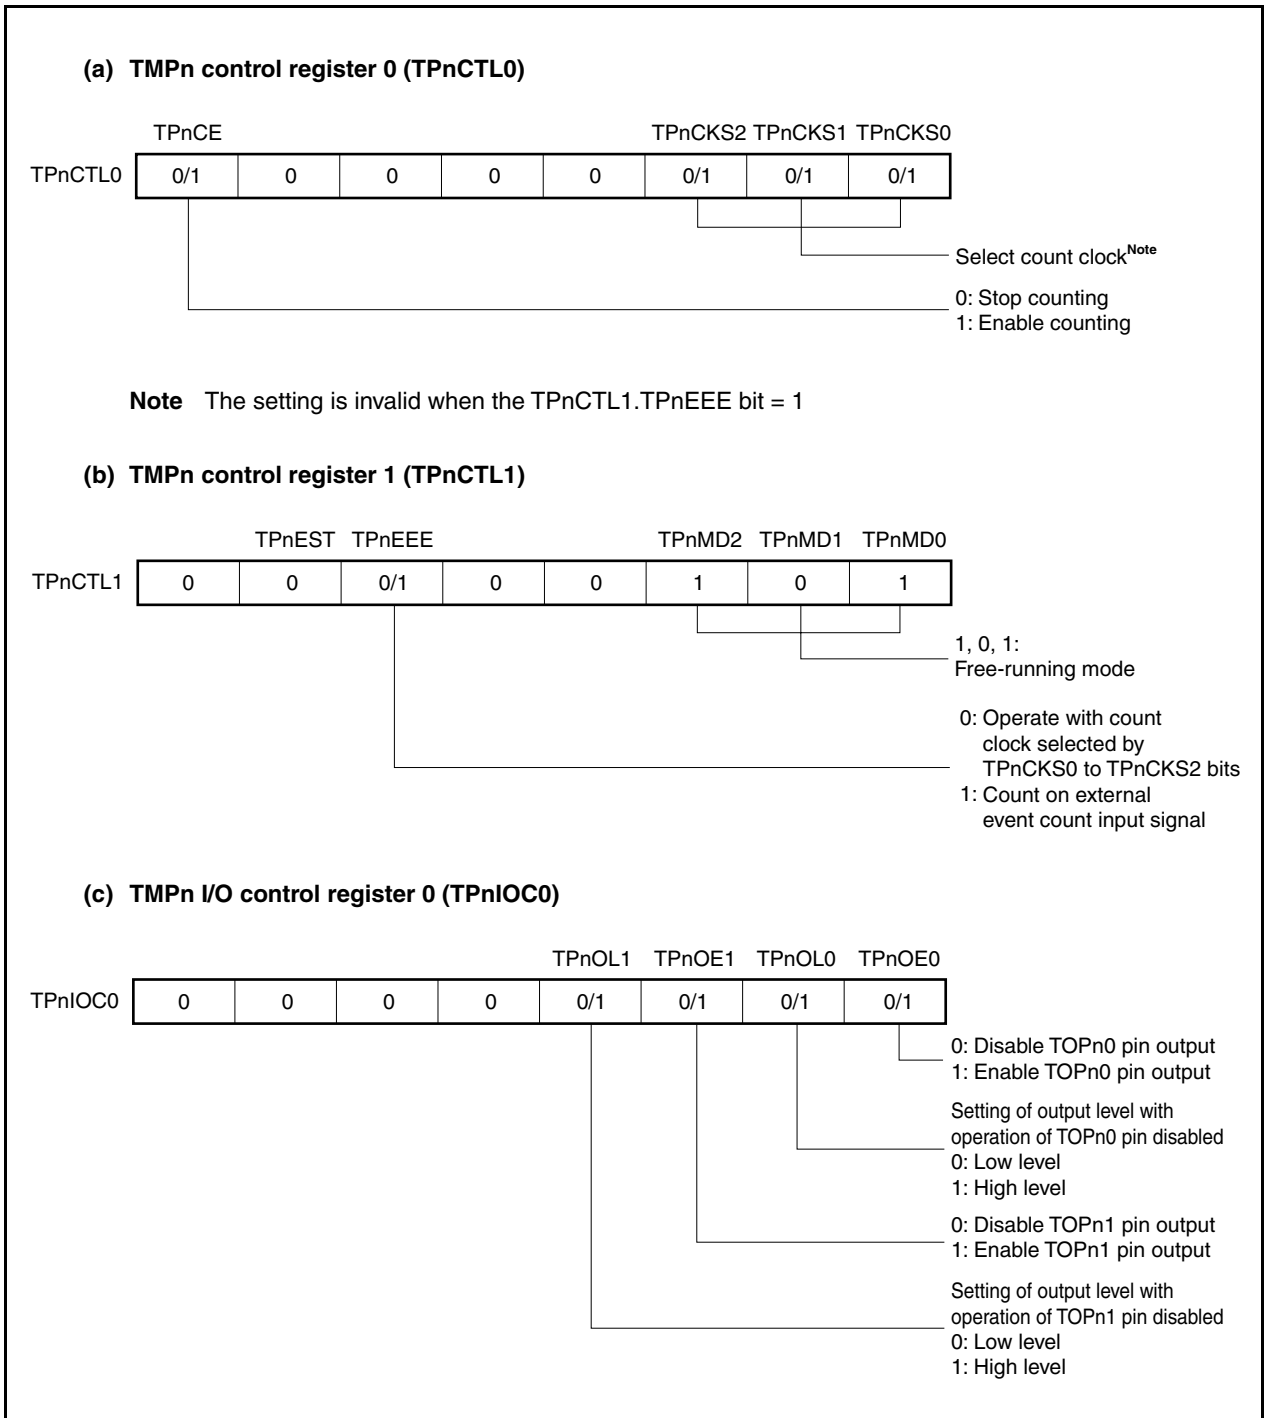 (a) TMPn control register 0 (TPnCTL0)
TPnCE TPnCKS2 TPnCKS1 TPnCKS0
TPnCTL0 0/1 0 0 0 0 0/1 0/1 0/1
Select count clockNote
0: Stop counting
1: Enable counting
Note The setting is invalid when the TPnCTL1.TPnEEE bit = 1
(b) TMPn control register 1 (TPnCTL1)
TPnEST TPnEEE TPnMD2 TPnMD1 TPnMD0
TPnCTL1 0 0 0/1 0 0 1 0 1
1, 0, 1:
Free-running mode
0: Operate with count
clock selected by
TPnCKS0 to TPnCKS2 bits
1: Count on external
event count input signal
(c) TMPn I/O control register 0 (TPnIOC0)
TPnOL1 TPnOE1 TPnOL0 TPnOE0
TPnIOC0 0 0 0 0 0/1 0/1 0/1 0/1
0: Disable TOPn0 pin output
1: Enable TOPn0 pin output
Setting of output level with
operation of TOPn0 pin disabled
0: Low level
1: High level
0: Disable TOPn1 pin output
1: Enable TOPn1 pin output
Setting of output level with
operation of TOPn1 pin disabled
0: Low level
1: High level